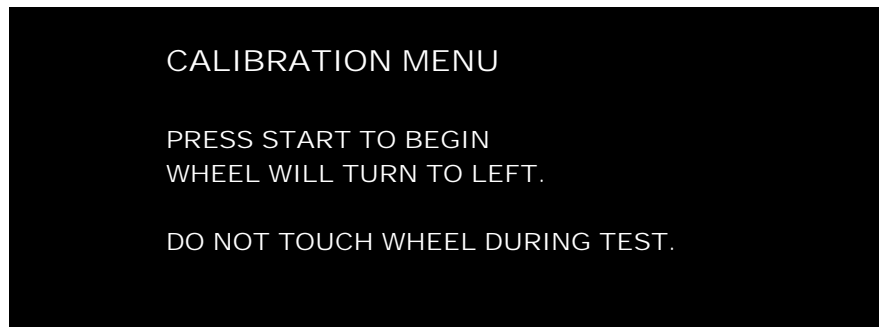 CALIBRATION MENU
PRESS START TO BEGIN
WHEEL WILL TURN TO LEFT.
DO NOT TOUCH WHEEL DURING TEST.